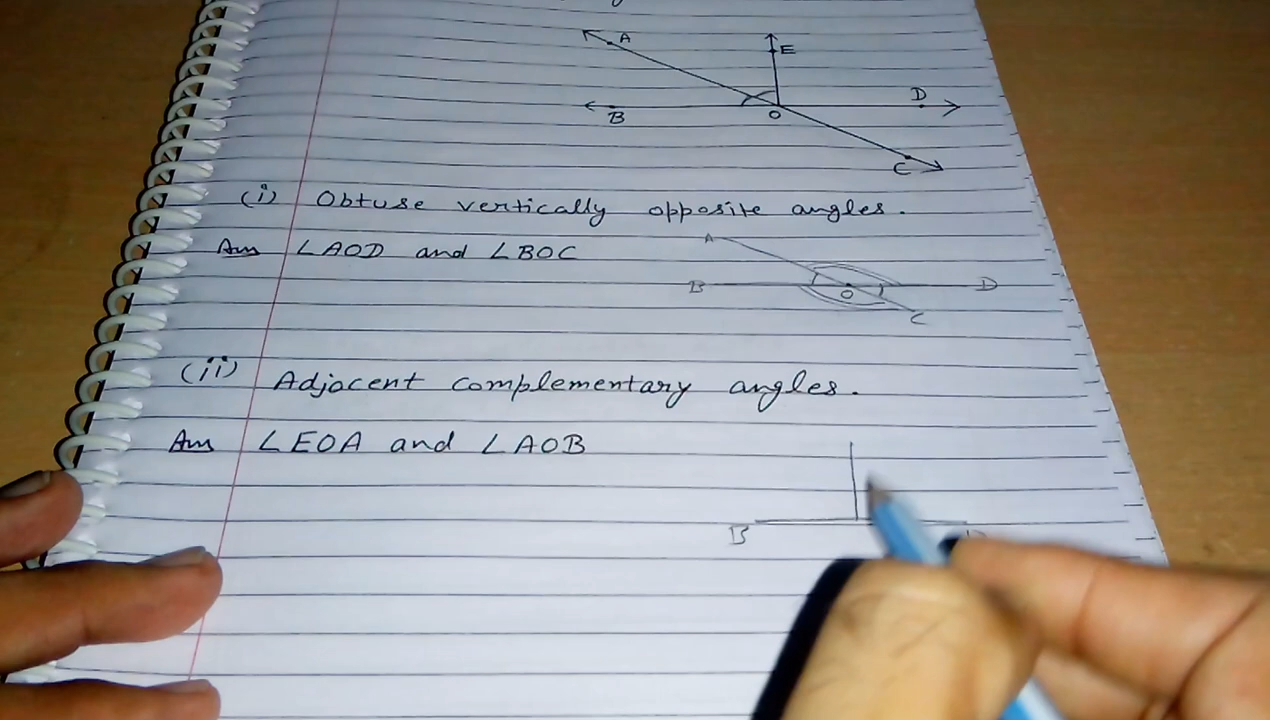 A
E
B
O
D
C
(i) Obtuse vertically opposite angles.
Ans ∠AOD and ∠BOC
A
B
O
D
C
(ii) Adjacent complementary angles.
Ans ∠EOA and ∠AOB
B